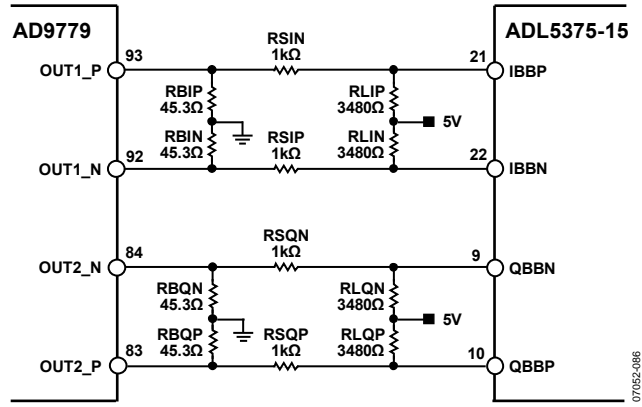 AD9779
ADL5375-15
OUT1_P
93
RSIN
1kΩ
21
IBBP
RBIP
45.3Ω
RLIP
3480Ω
5V
RBIN
45.3Ω
RSIP
1kΩ
RLIN
3480Ω
OUT1_N
92
22
IBBN
OUT2_N
84
RSQN
1kΩ
9
QBBN
RBQN
45.3Ω
RLQN
3480Ω
5V
RBQP
45.3Ω
RSQP
1kΩ
RLQP
3480Ω
OUT2_P
83
10
QBBP
07052-086